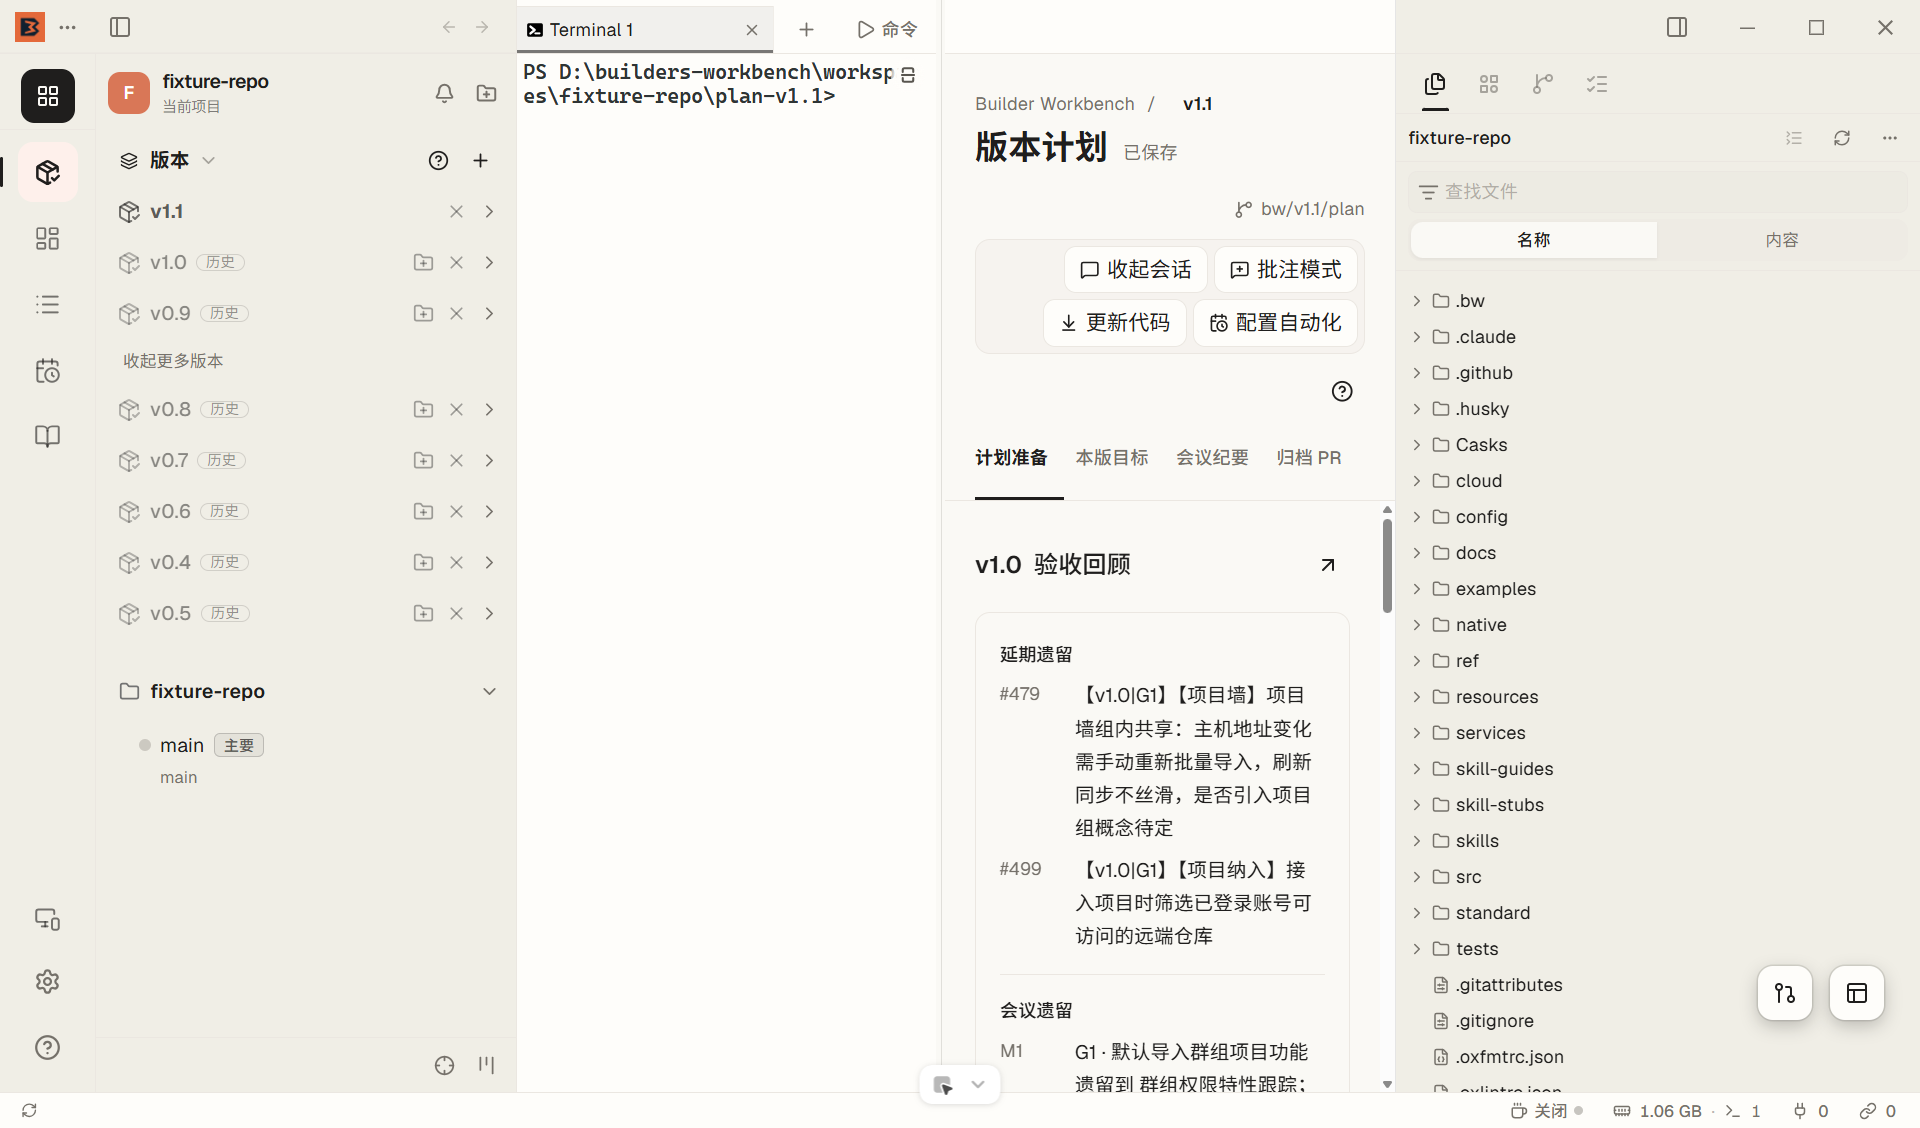 Terminal 1
命令
F
fixture-repo
当前项目
版本
v1.1
v1.0 历史
v0.9 历史
收起更多版本
v0.8 历史
v0.7 历史
v0.6 历史
v0.4 历史
v0.5 历史
fixture-repo
main 主要
main
PS D:\builders-workbench\worksp
es\fixture-repo\plan-v1.1>
Builder Workbench / v1.1
版本计划 已保存
bw/v1.1/plan
收起会话 批注模式
更新代码 配置自动化
计划准备 本版目标 会议纪要 归档 PR
v1.0 验收回顾
延期遗留
#479 【v1.0|G1】【项目墙】项目
墙组内共享：主机地址变化
需手动重新批量导入，刷新
同步不丝滑，是否引入项目
组概念待定
#499 【v1.0|G1】【项目纳入】接
入项目时筛选已登录账号可
访问的远端仓库
会议遗留
M1 G1 · 默认导入群组项目功能
遗留到 群组权限特性跟踪；
fixture-repo
查找文件
名称 内容
.bw
.claude
.github
.husky
Casks
cloud
config
docs
examples
native
ref
resources
services
skill-guides
skill-stubs
skills
src
standard
tests
.gitattributes
.gitignore
.oxfmtrc.json
.oxlintrc.json
关闭 1.06 GB · 1 0 0